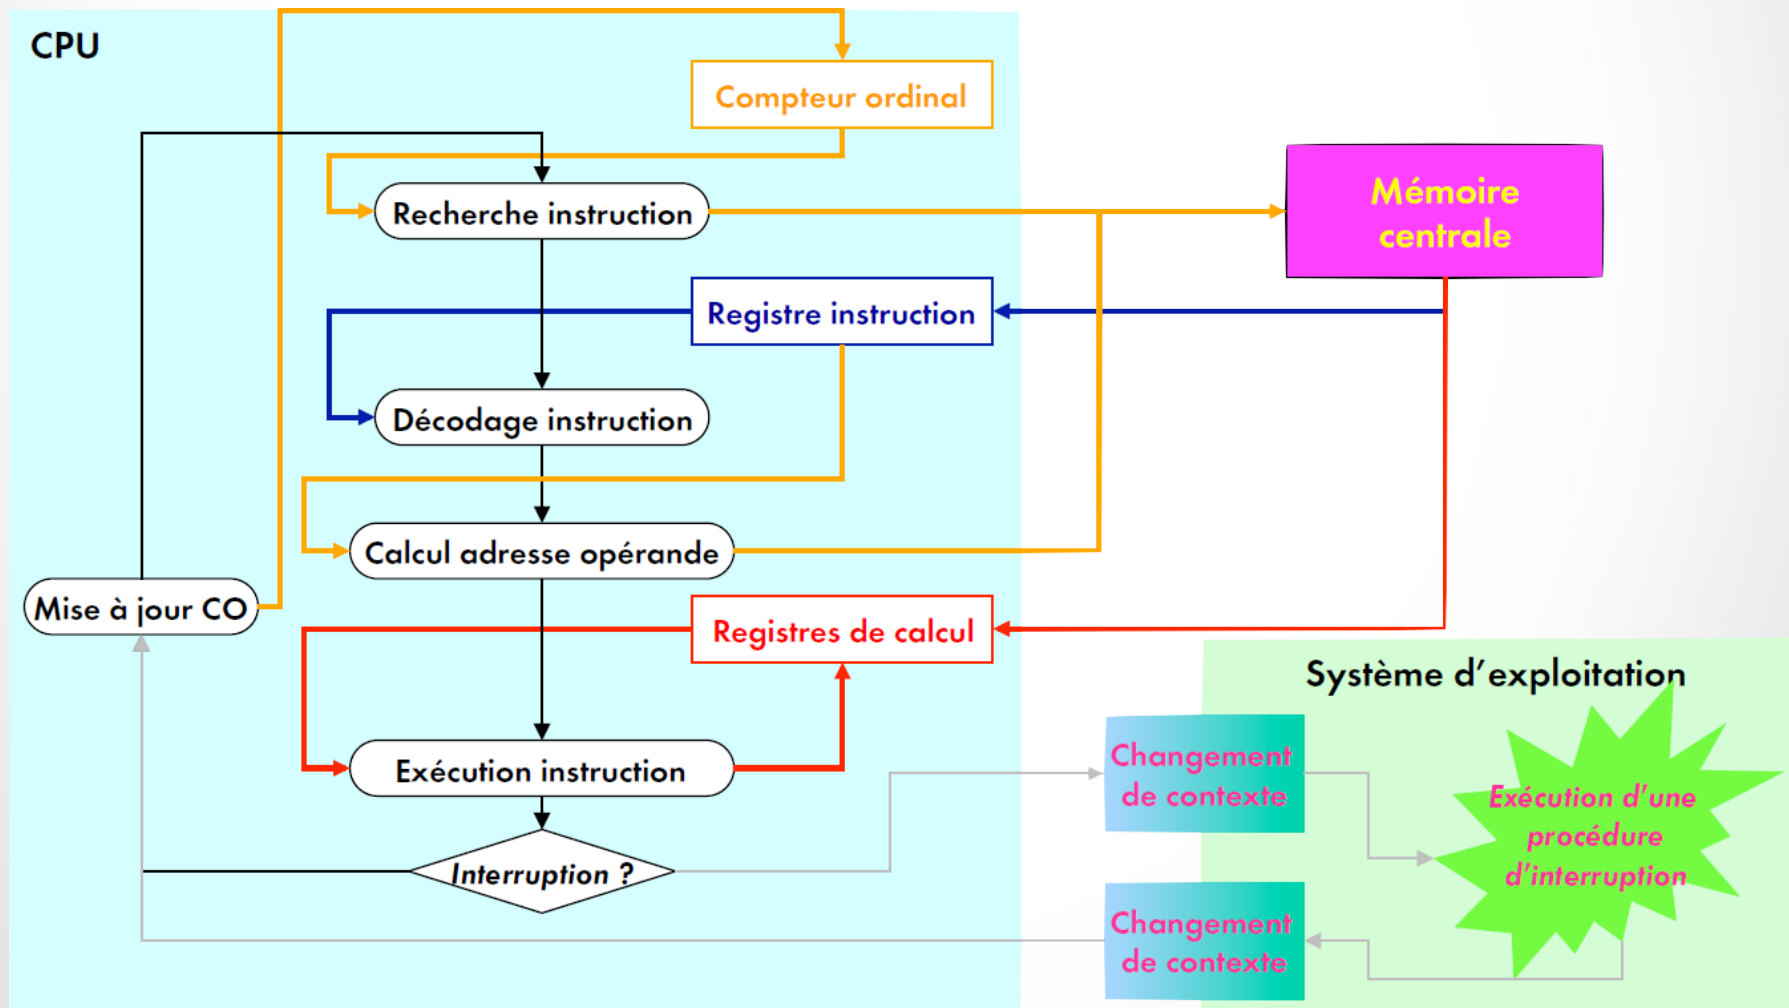 CPU
Compteur ordinal
Recherche instruction
Mémoire
centrale
Registre instruction
Décodage instruction
Calcul adresse opérande
Mise à jour CO
Registres de calcul
Système d’exploitation
Exécution instruction
Changement
de contexte
Exécution d’une
procédure
d’interruption
Interruption ?
Changement
de contexte